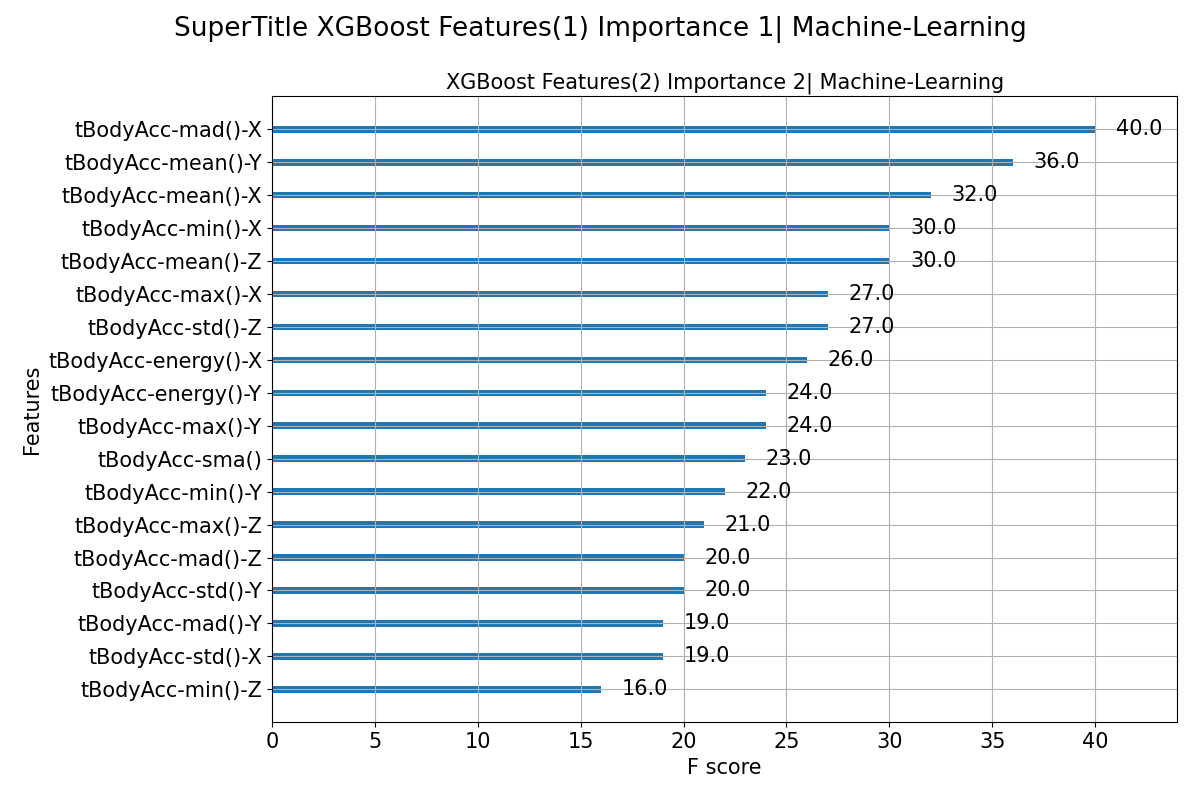 SuperTitle XGBoost Features(1) Importance 1| Machine-Learning
XGBoost Features(2) Importance 2| Machine-Learning
Features
tBodyAcc-mad()-X 40.0
tBodyAcc-mean()-Y 36.0
tBodyAcc-mean()-X 32.0
tBodyAcc-min()-X 30.0
tBodyAcc-mean()-Z 30.0
tBodyAcc-max()-X 27.0
tBodyAcc-std()-Z 27.0
tBodyAcc-energy()-X 26.0
tBodyAcc-energy()-Y 24.0
tBodyAcc-max()-Y 24.0
tBodyAcc-sma() 23.0
tBodyAcc-min()-Y 22.0
tBodyAcc-max()-Z 21.0
tBodyAcc-mad()-Z 20.0
tBodyAcc-std()-Y 20.0
tBodyAcc-mad()-Y 19.0
tBodyAcc-std()-X 19.0
tBodyAcc-min()-Z 16.0
0 5 10 15 20 25 30 35 40
F score